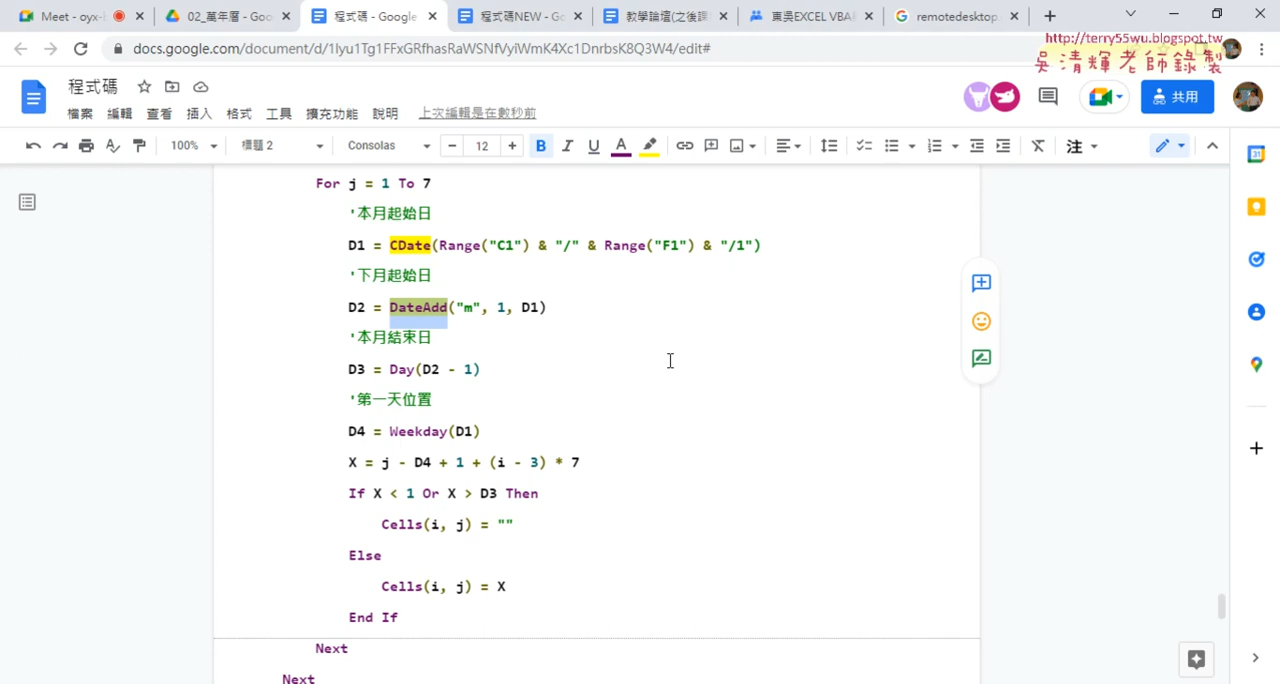 Meet - oyx-l
02_萬年曆 - Goo
程式碼 - Google
程式碼NEW - Go
教學論壇(之後課
東吳EXCEL VBA
remotedesktop.
docs.google.com/document/d/1Iyu1Tg1FFxGRfhasRaWSNfVyiWmK4Xc1DnrbsK8Q3W4/edit#
http://terry55wu.blogspot.tw
吳清輝老師錄製
程式碼
檔案 編輯 查看 插入 格式 工具 擴充功能 說明 上次編輯是在數秒前
共用
100% 標題 2 Consolas 12 B I U A 注
For j = 1 To 7
'本月起始日
D1 = CDate(Range("C1") & "/" & Range("F1") & "/1")
'下月起始日
D2 = DateAdd("m", 1, D1)
'本月結束日
D3 = Day(D2 - 1)
'第一天位置
D4 = Weekday(D1)
X = j - D4 + 1 + (i - 3) * 7
If X < 1 Or X > D3 Then
Cells(i, j) = ""
Else
Cells(i, j) = X
End If
Next
Next